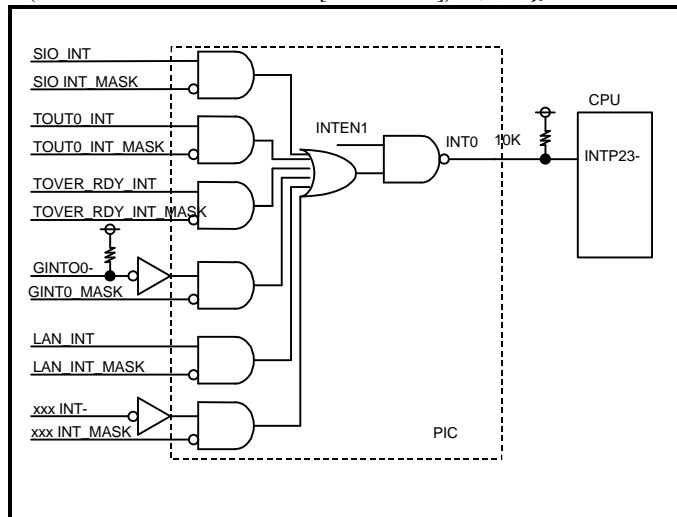 SIO_INT
SIO INT_MASK
TOUT0_INT
TOUT0_INT_MASK
TOVER_RDY_INT
TOVER_RDY_INT_MASK
GINTO0-
GINT0_MASK
LAN_INT
LAN_INT_MASK
xxx INT-
xxx INT_MASK
INTEN1
INT0
10K
CPU
INTP23-
PIC